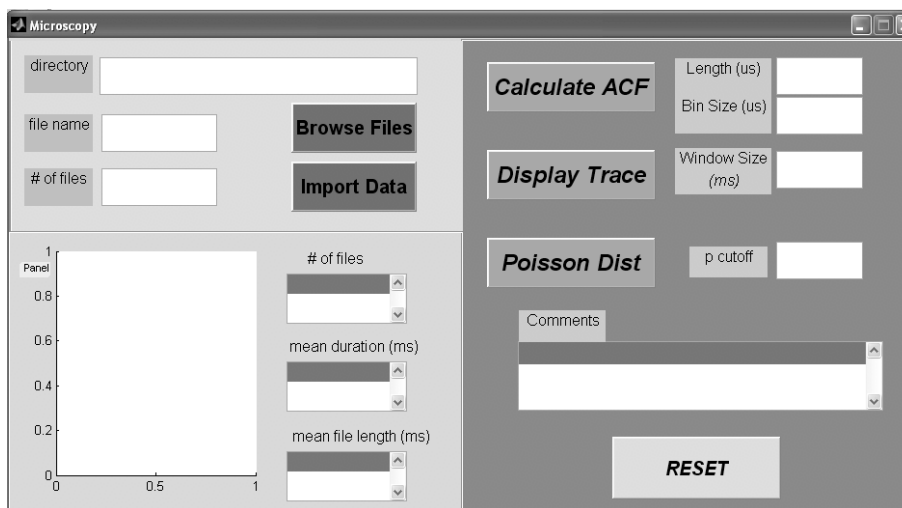 Microscopy
directory
file name
Browse Files
# of files
Import Data
Calculate ACF
Length (us)
Bin Size (us)
Display Trace
Window Size
(ms)
Poisson Dist
p cutoff
Comments
RESET
Panel
1
0.8
0.6
0.4
0.2
0
0 0.5 1
# of files
mean duration (ms)
mean file length (ms)